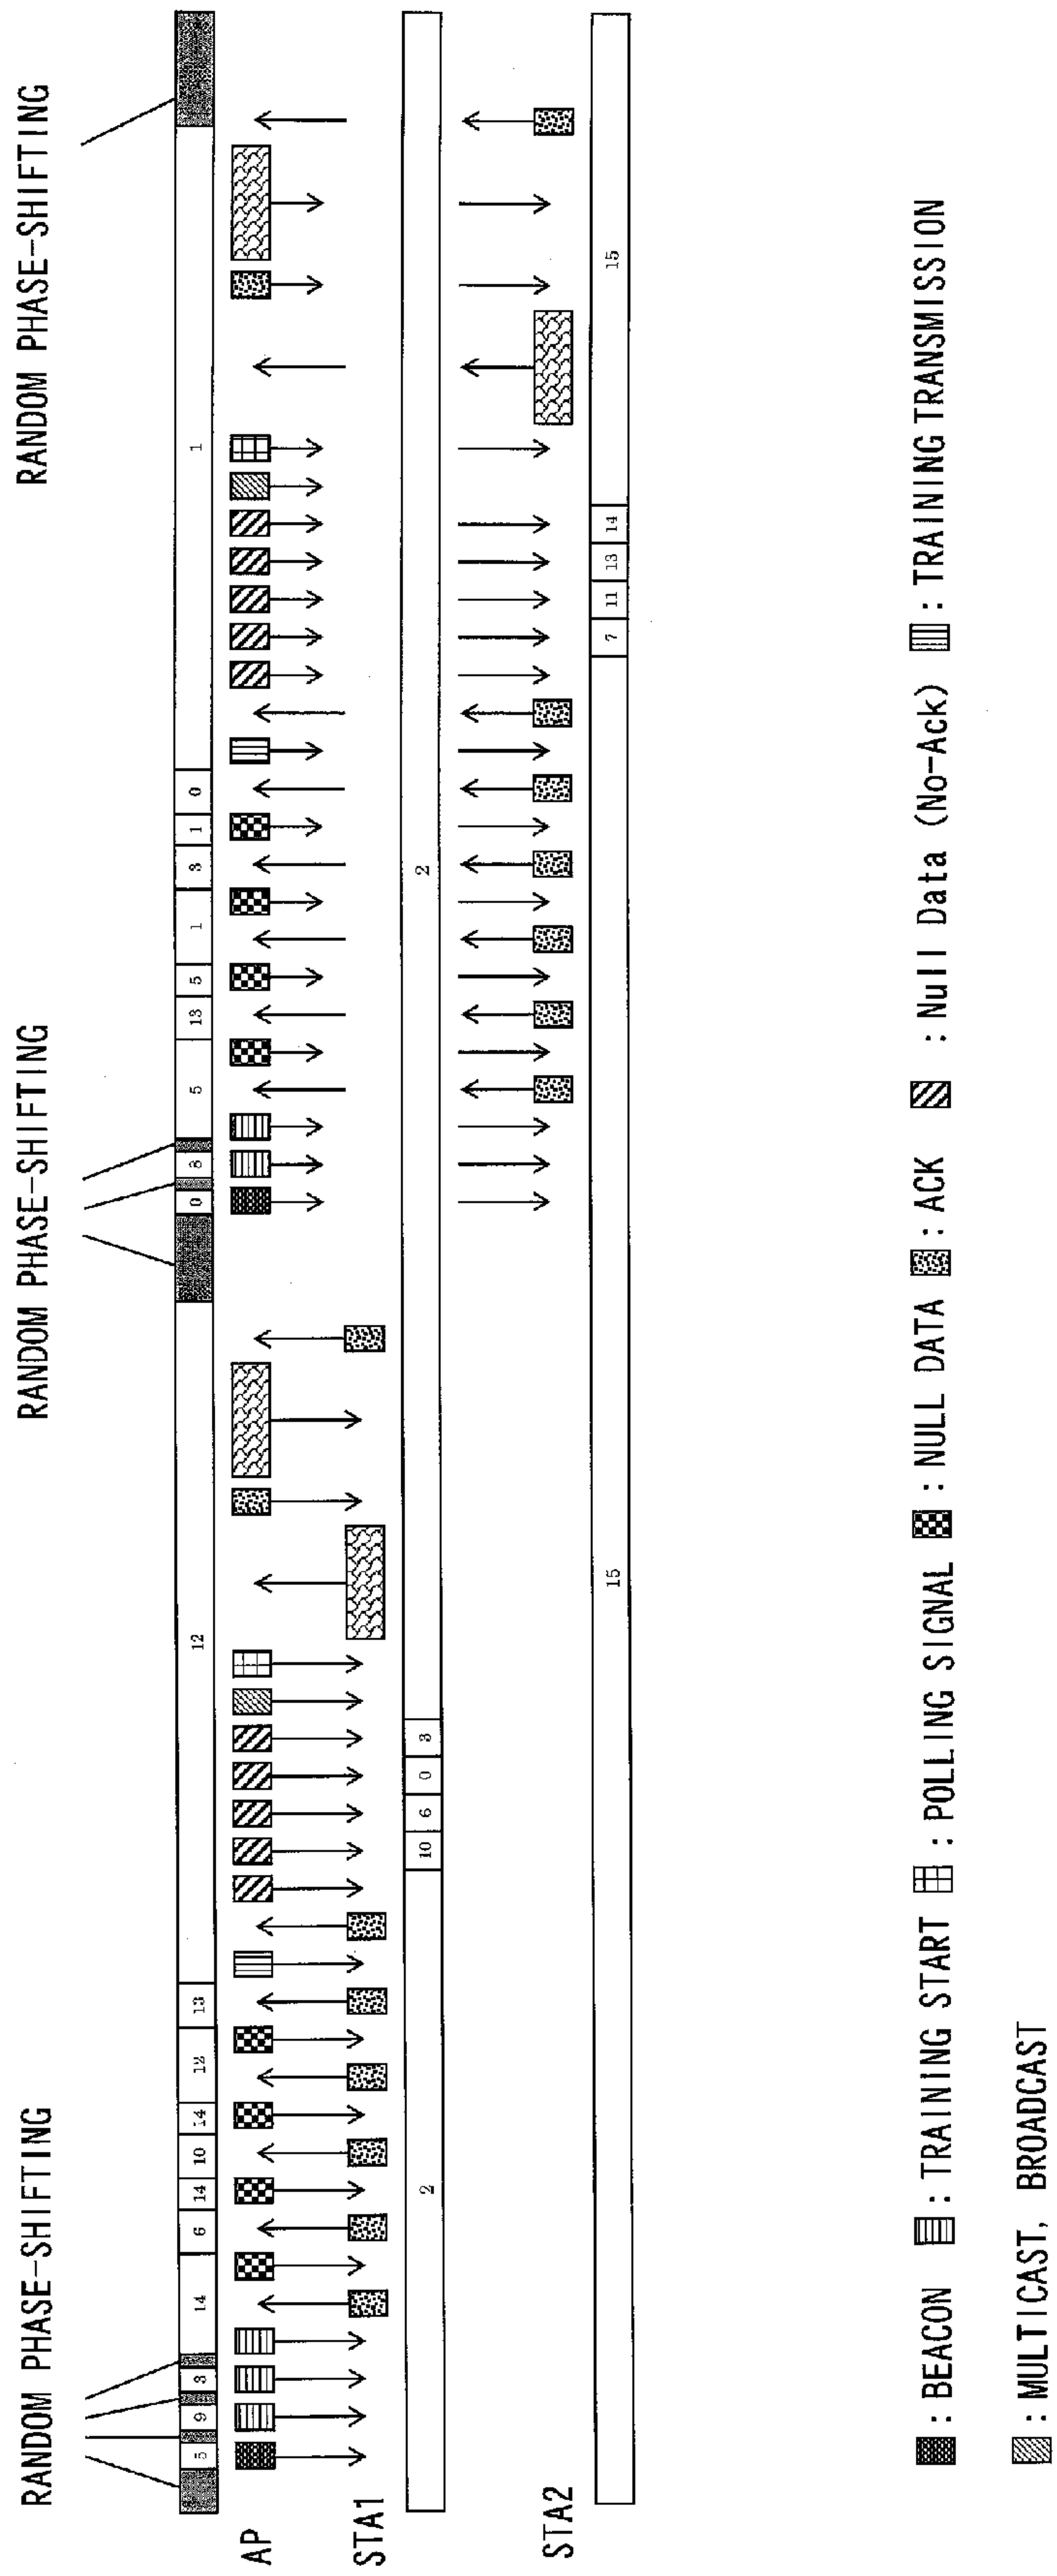 RANDOM PHASE-SHIFTING
RANDOM PHASE-SHIFTING
RANDOM PHASE-SHIFTING
5 9 8 14 6 14 10 14 12 13 12 0 8 5 13 5 1 3 1 0 1
AP
STA1
2 10 6 0 3 2
STA2
15 7 11 13 14 15
: BEACON : TRAINING START : POLLING SIGNAL : NULL DATA : ACK : Null Data (No-Ack) : TRAINING TRANSMISSION
: MULTICAST, BROADCAST